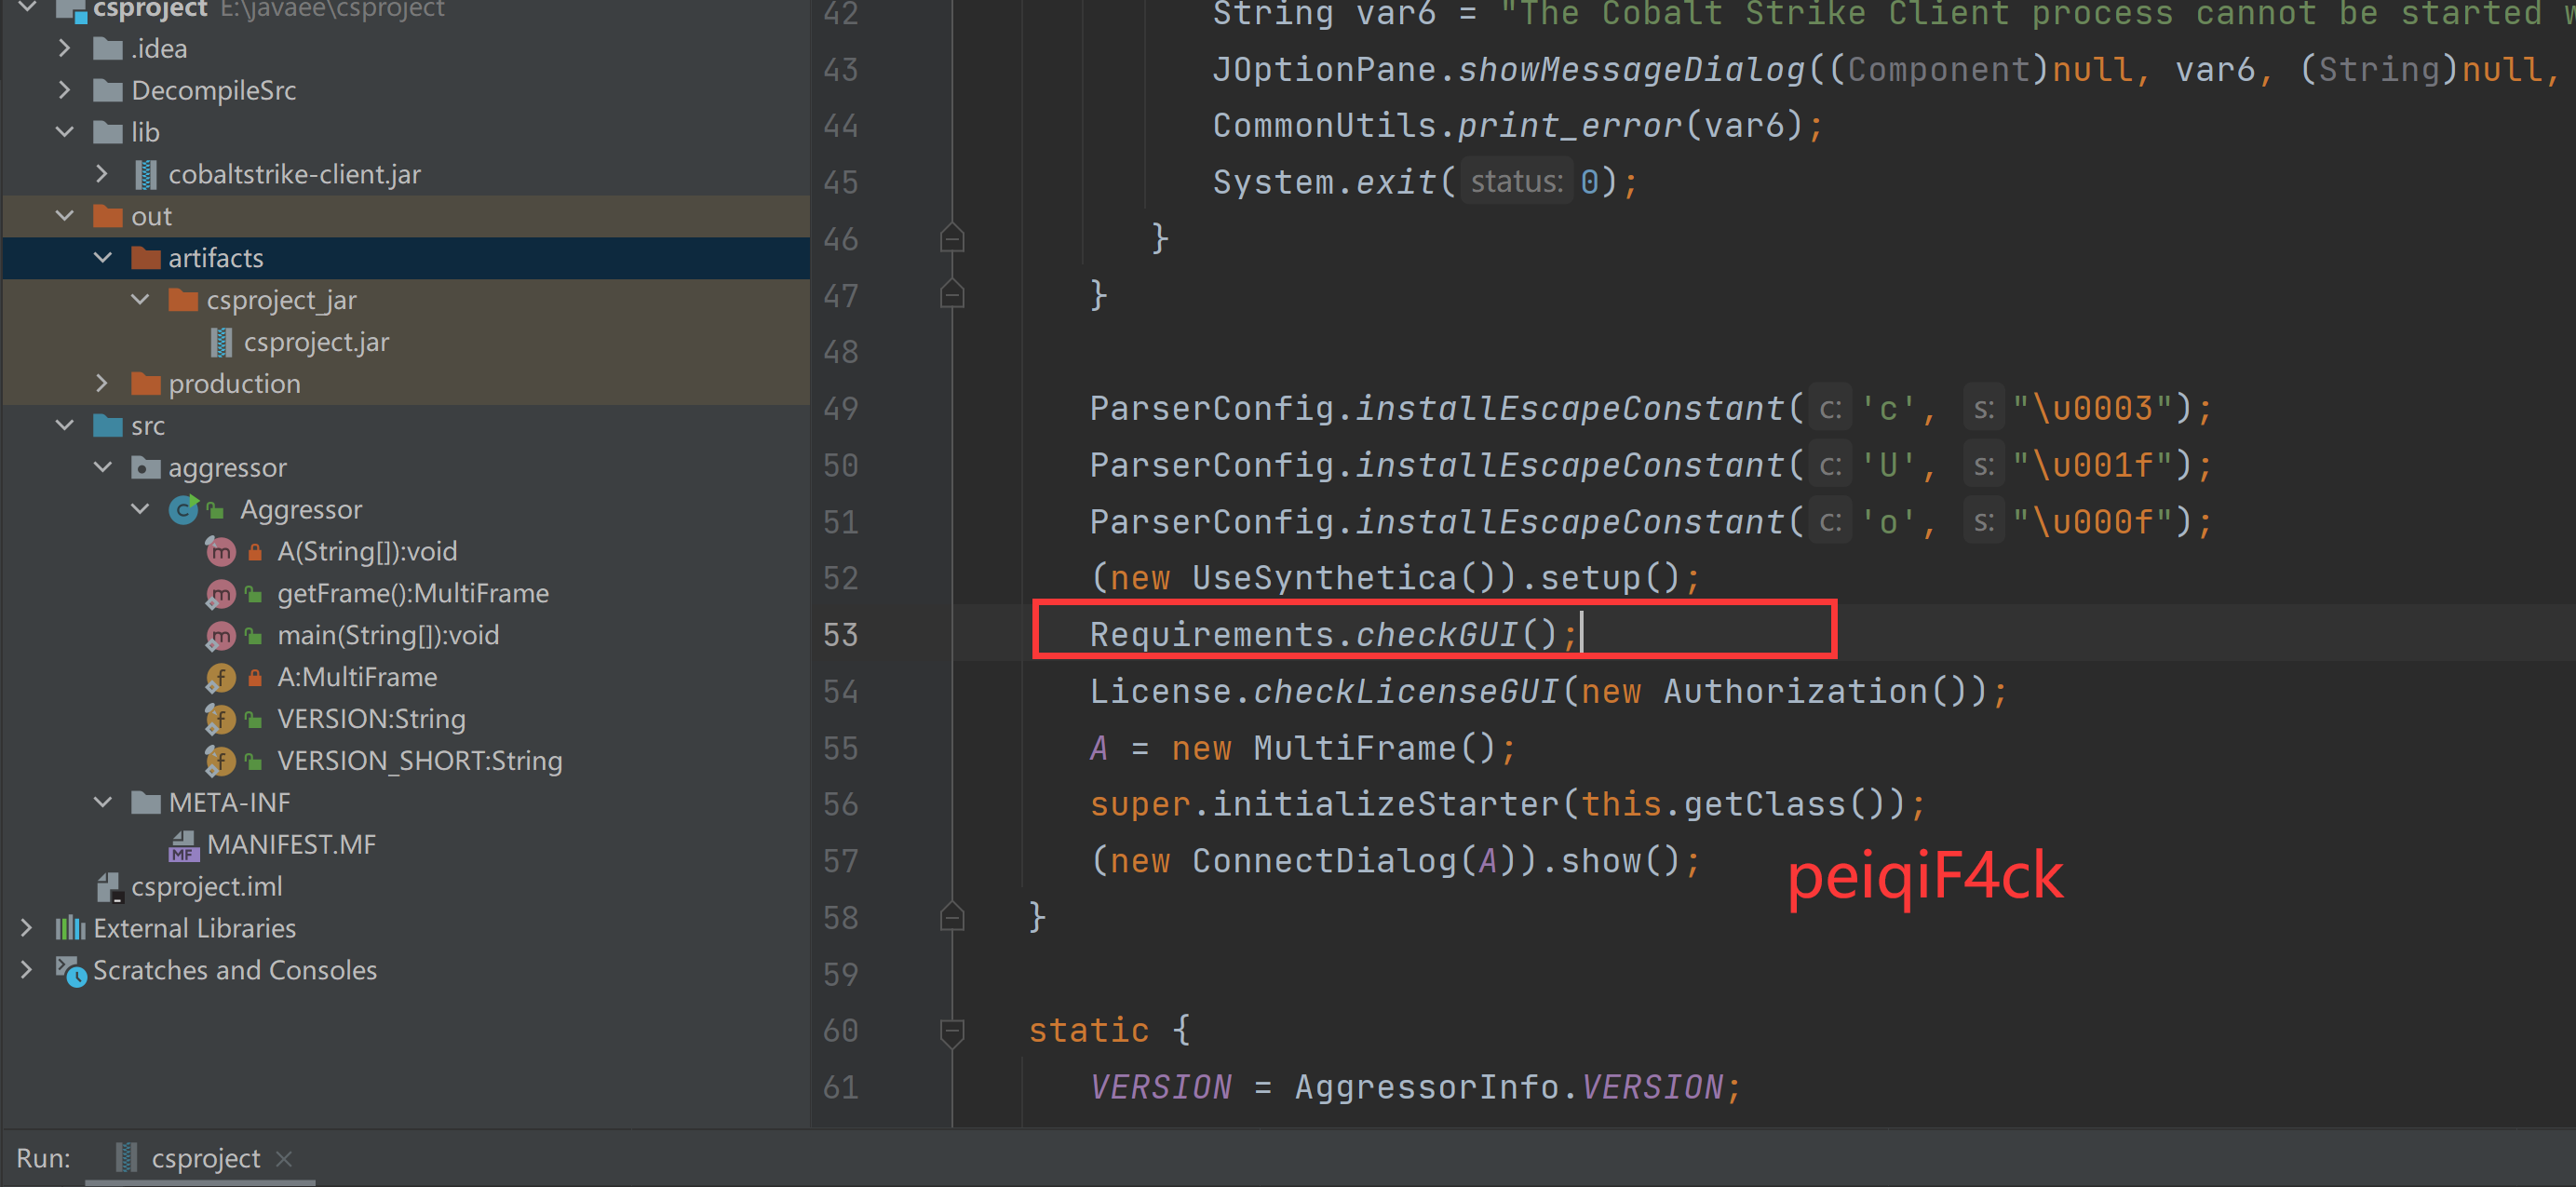 csproject E:\javaee\csproject
.idea
DecompileSrc
lib
cobaltstrike-client.jar
out
artifacts
csproject_jar
csproject.jar
production
src
aggressor
Aggressor
A(String[]):void
getFrame():MultiFrame
main(String[]):void
A:MultiFrame
VERSION:String
VERSION_SHORT:String
META-INF
MANIFEST.MF
csproject.iml
External Libraries
Scratches and Consoles
42 String var6 = "The Cobalt Strike Client process cannot be started w
43 JOptionPane.showMessageDialog((Component)null, var6, (String)null,
44 CommonUtils.print_error(var6);
45 System.exit( status: 0);
46 }
47 }
48
49 ParserConfig.installEscapeConstant( c: 'c', s: "\u0003");
50 ParserConfig.installEscapeConstant( c: 'U', s: "\u001f");
51 ParserConfig.installEscapeConstant( c: 'o', s: "\u000f");
52 (new UseSynthetica()).setup();
53 Requirements.checkGUI();
54 License.checkLicenseGUI(new Authorization());
55 A = new MultiFrame();
56 super.initializeStarter(this.getClass());
57 (new ConnectDialog(A)).show();
peiqiF4ck
58 }
59
60 static {
61 VERSION = AggressorInfo.VERSION;
Run: csproject